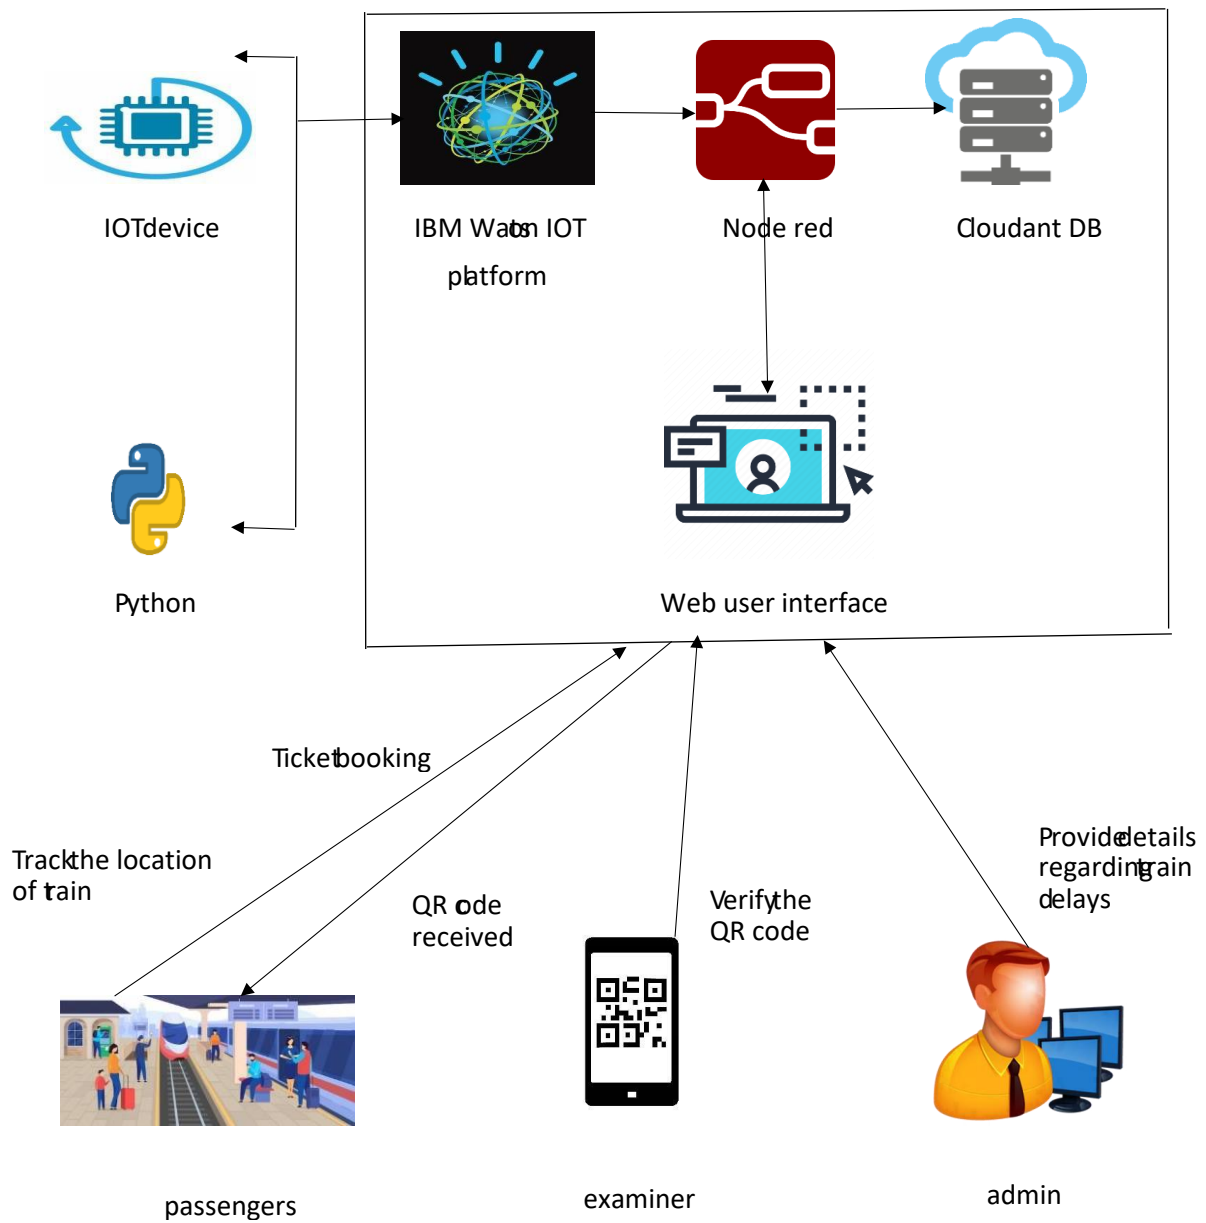 IOTdevice
IBM Watson IOT
platform
Node red
Cloudant DB
Python
Web user interface
Ticketbooking
Trackthe location
of train
QR code
received
Verifythe
QR code
Providedetails
regardingtrain
delays
passengers
examiner
admin